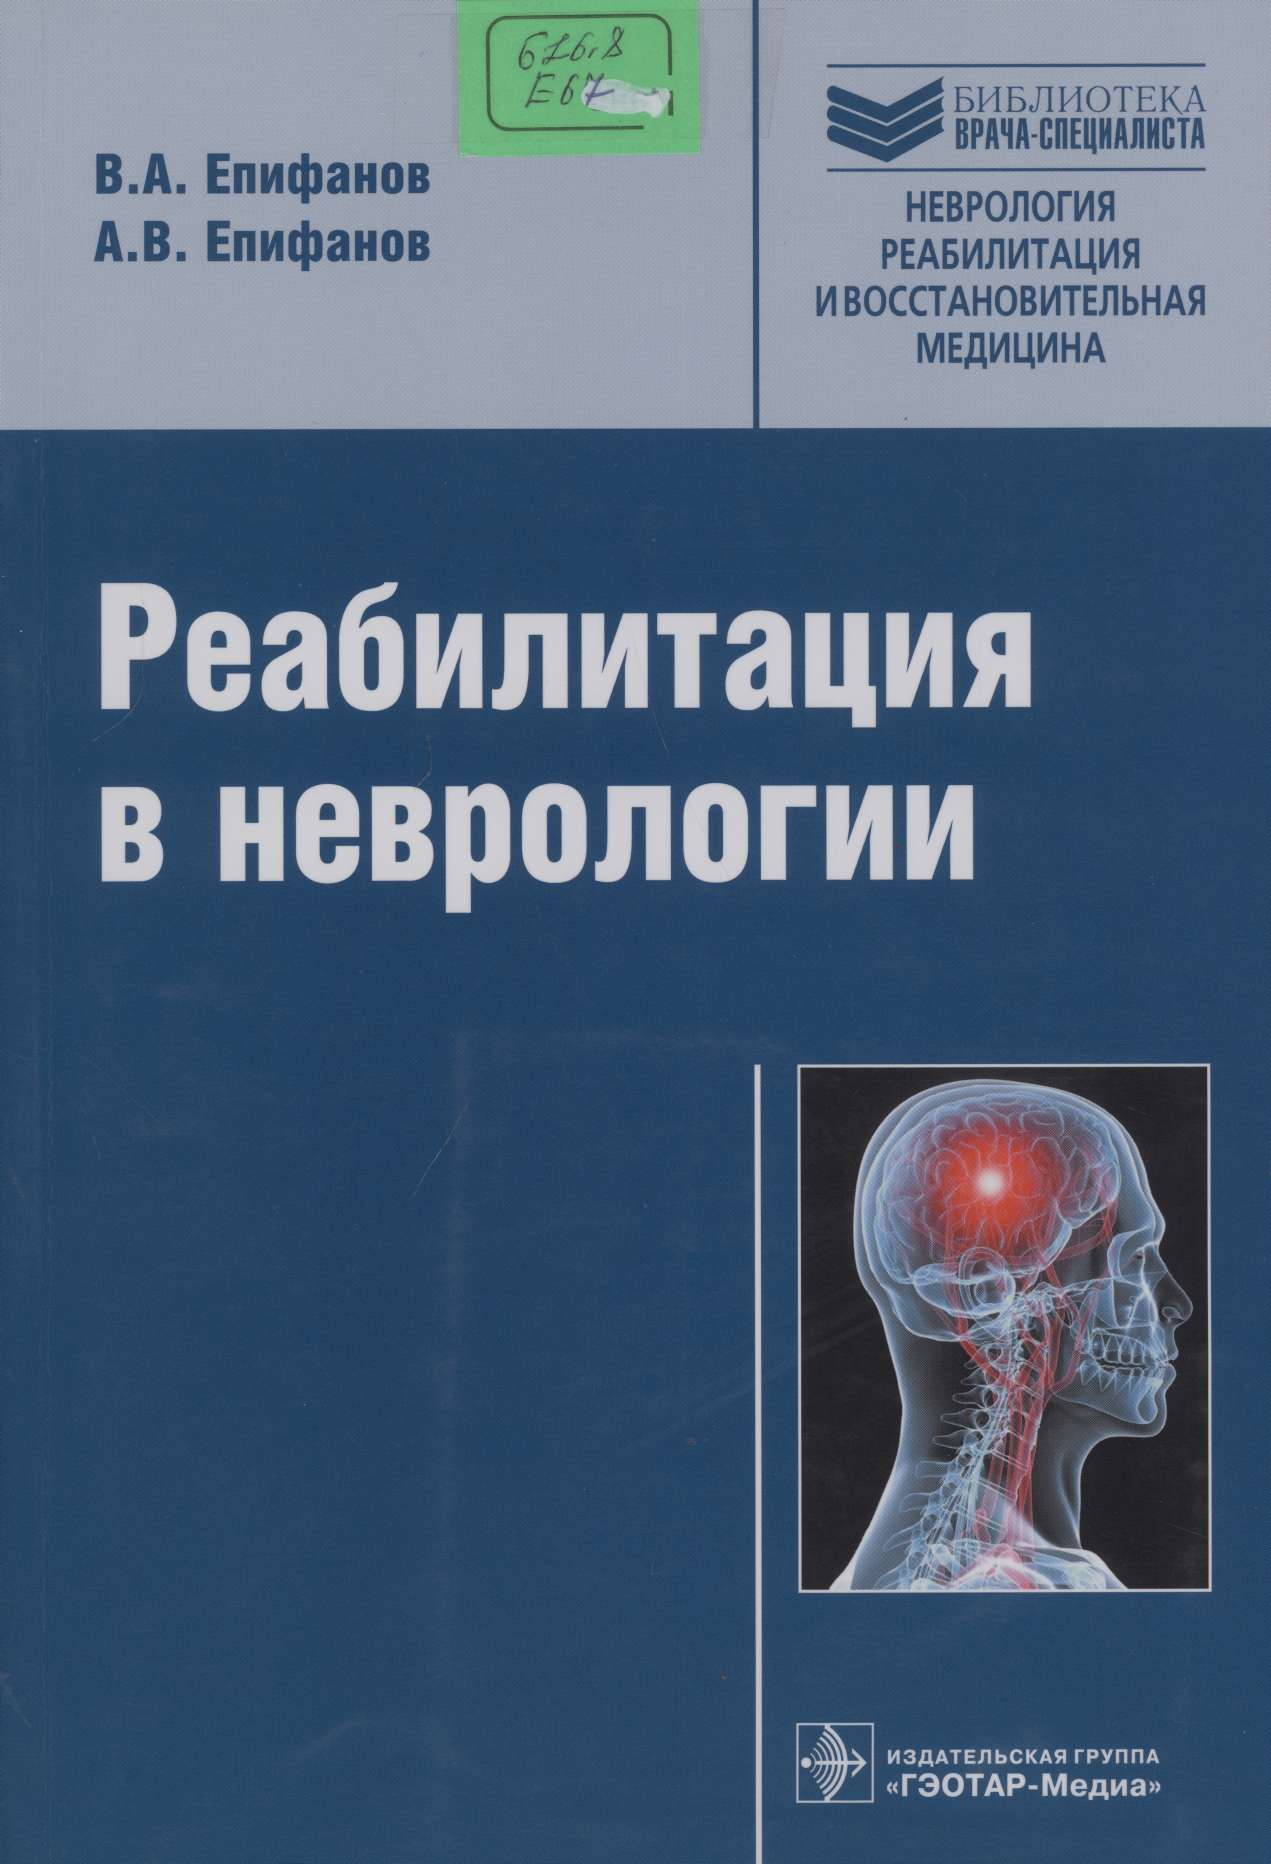 616.8
Е67
БИБЛИОТЕКА
ВРАЧА-СПЕЦИАЛИСТА
В.А. Епифанов
А.В. Епифанов
НЕВРОЛОГИЯ
РЕАБИЛИТАЦИЯ
И ВОССТАНОВИТЕЛЬНАЯ
МЕДИЦИНА
Реабилитация
в неврологии
ИЗДАТЕЛЬСКАЯ ГРУППА
«ГЭОТАР-Медиа»